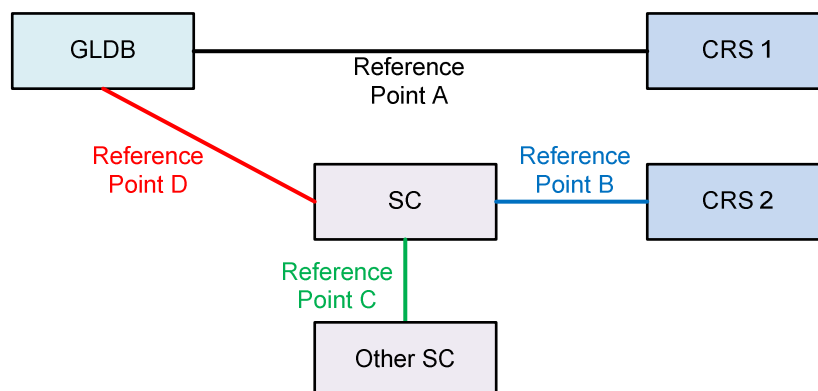 GLDB
CRS 1
Reference
Point A
Reference
Point D
SC
Reference
Point B
CRS 2
Reference
Point C
Other SC